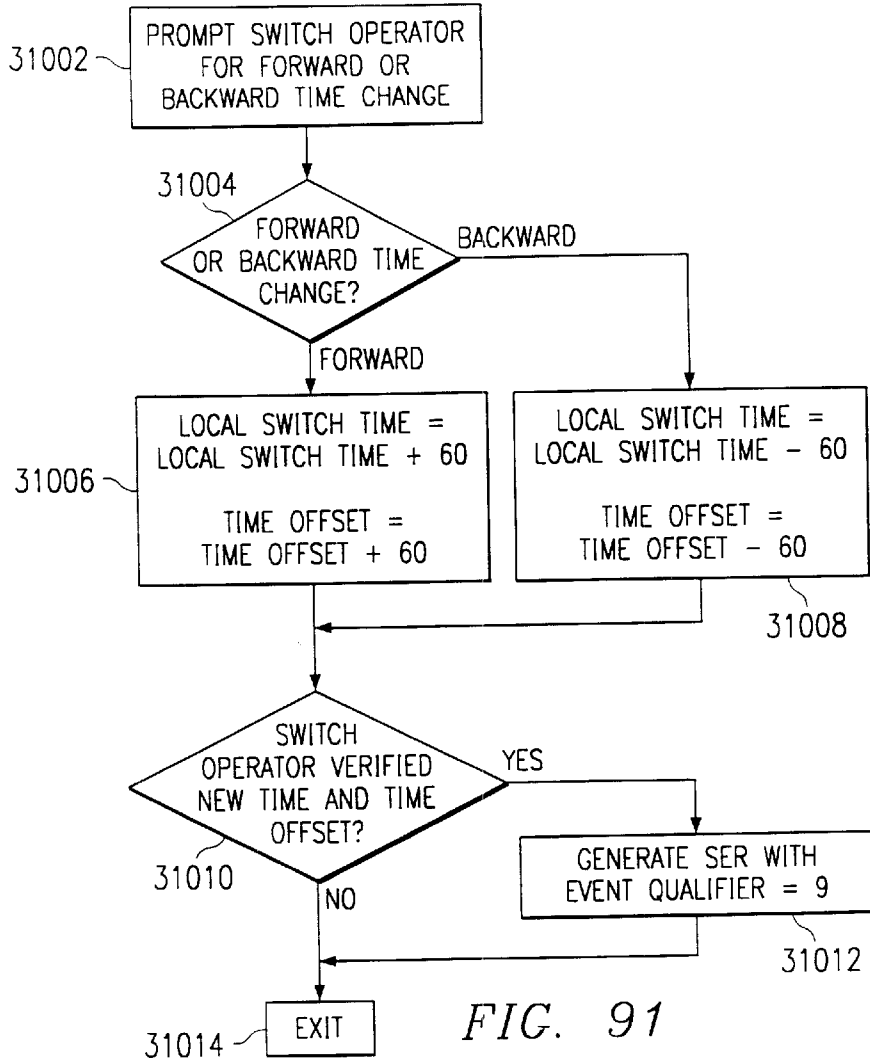 31002
PROMPT SWITCH OPERATOR
FOR FORWARD OR
BACKWARD TIME CHANGE
31004
FORWARD
OR BACKWARD TIME
CHANGE?
BACKWARD
FORWARD
31006
LOCAL SWITCH TIME =
LOCAL SWITCH TIME + 60
TIME OFFSET =
TIME OFFSET + 60
LOCAL SWITCH TIME =
LOCAL SWITCH TIME - 60
TIME OFFSET =
TIME OFFSET - 60
31008
SWITCH
OPERATOR VERIFIED
NEW TIME AND TIME
OFFSET?
31010
YES
NO
GENERATE SER WITH
EVENT QUALIFIER = 9
31012
31014
EXIT
FIG. 91